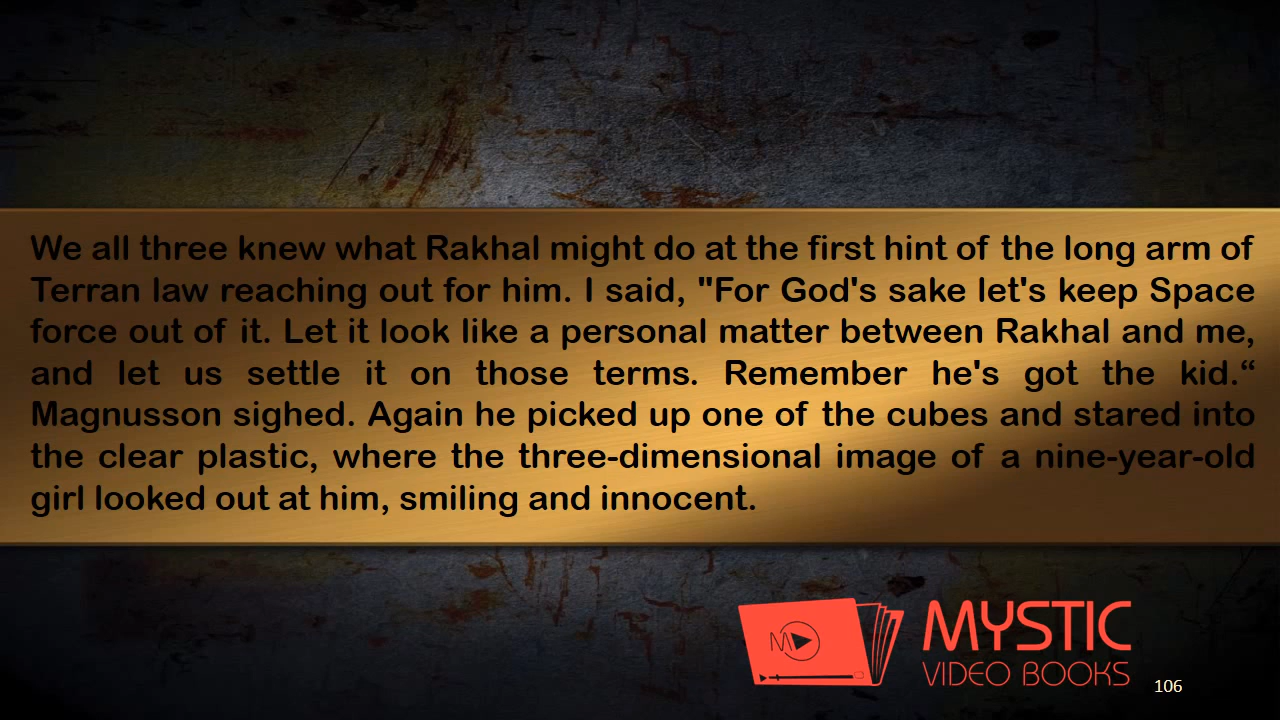 We all three knew what Rakhal might do at the first hint of the long arm of
Terran law reaching out for him. I said, "For God's sake let's keep Space
force out of it. Let it look like a personal matter between Rakhal and me,
and let us settle it on those terms. Remember he's got the kid.“
Magnusson sighed. Again he picked up one of the cubes and stared into
the clear plastic, where the three-dimensional image of a nine-year-old
girl looked out at him, smiling and innocent.
M
MYSTIC
VIDEO BOOKS
106